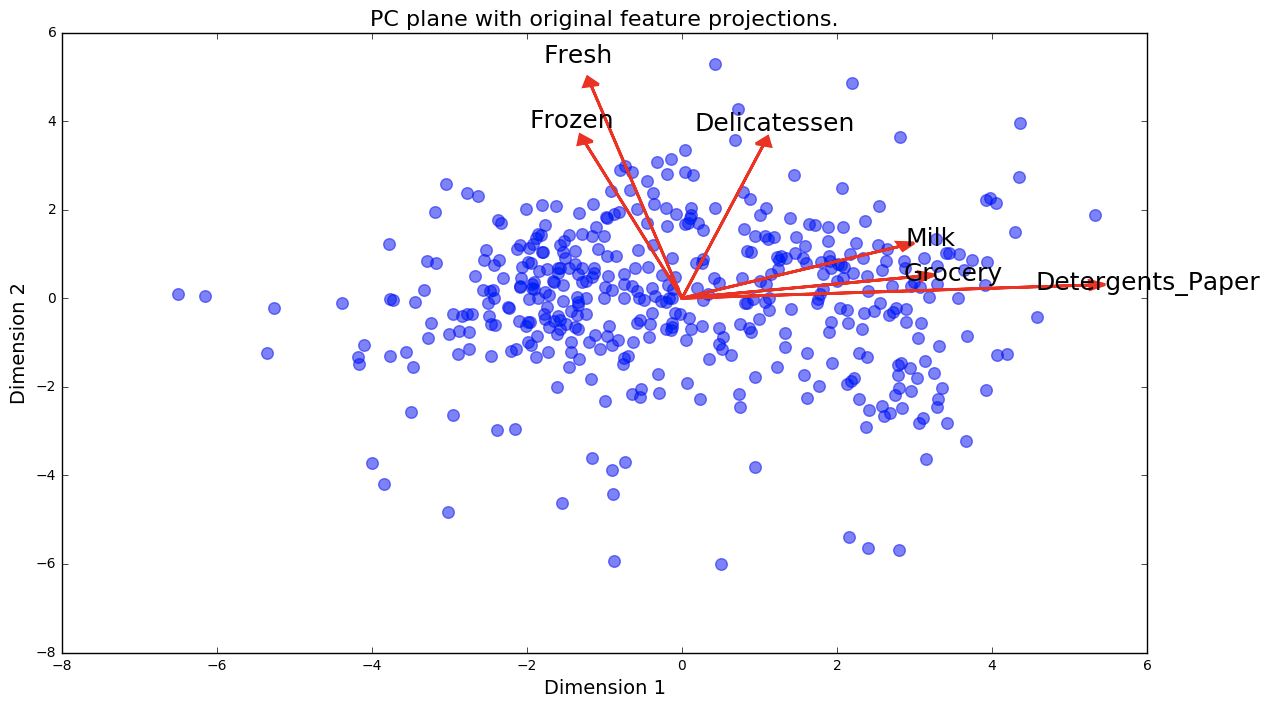 PC plane with original feature projections.
6
4
2
0
−2
−4
−6
−8
Dimension 2
Fresh
Frozen
Delicatessen
Milk
Grocery
Detergents_Paper
−8
−6
−4
−2
0
2
4
6
Dimension 1